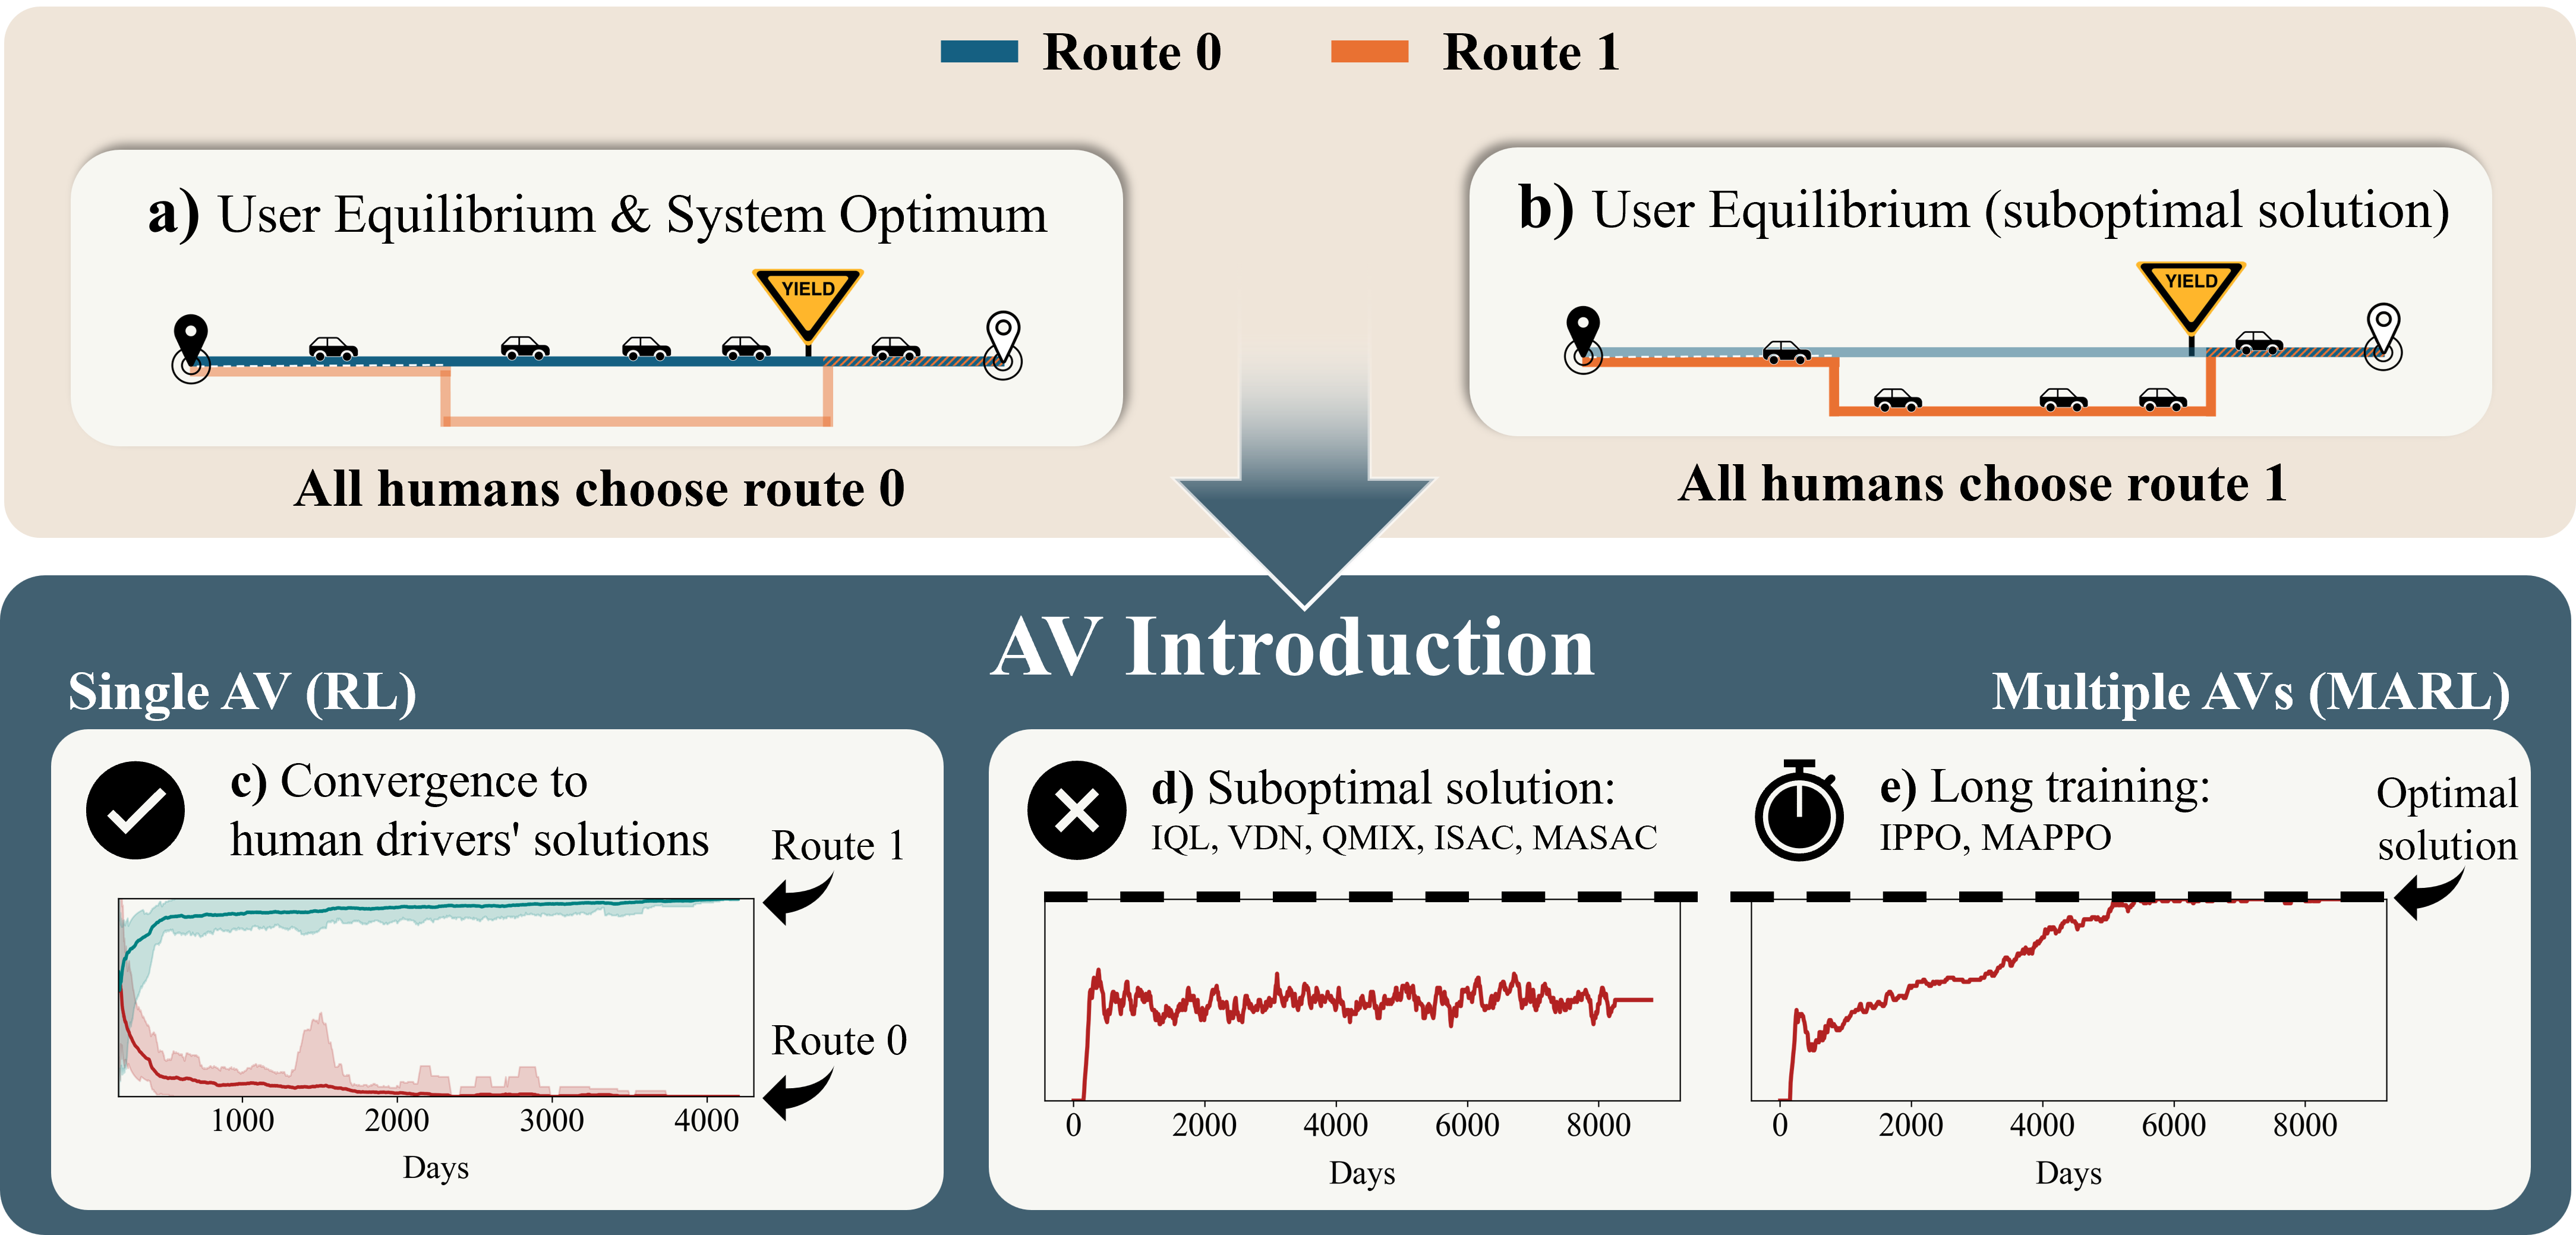 Route 0
Route 1
a) User Equilibrium & System Optimum
YIELD
All humans choose route 0
b) User Equilibrium (suboptimal solution)
YIELD
All humans choose route 1
AV Introduction
Single AV (RL)
Multiple AVs (MARL)
c) Convergence to
human drivers' solutions
Route 1
Route 0
1000 2000 3000 4000
Days
d) Suboptimal solution:
IQL, VDN, QMIX, ISAC, MASAC
0 2000 4000 6000 8000
Days
e) Long training:
IPPO, MAPPO
Optimal
solution
0 2000 4000 6000 8000
Days